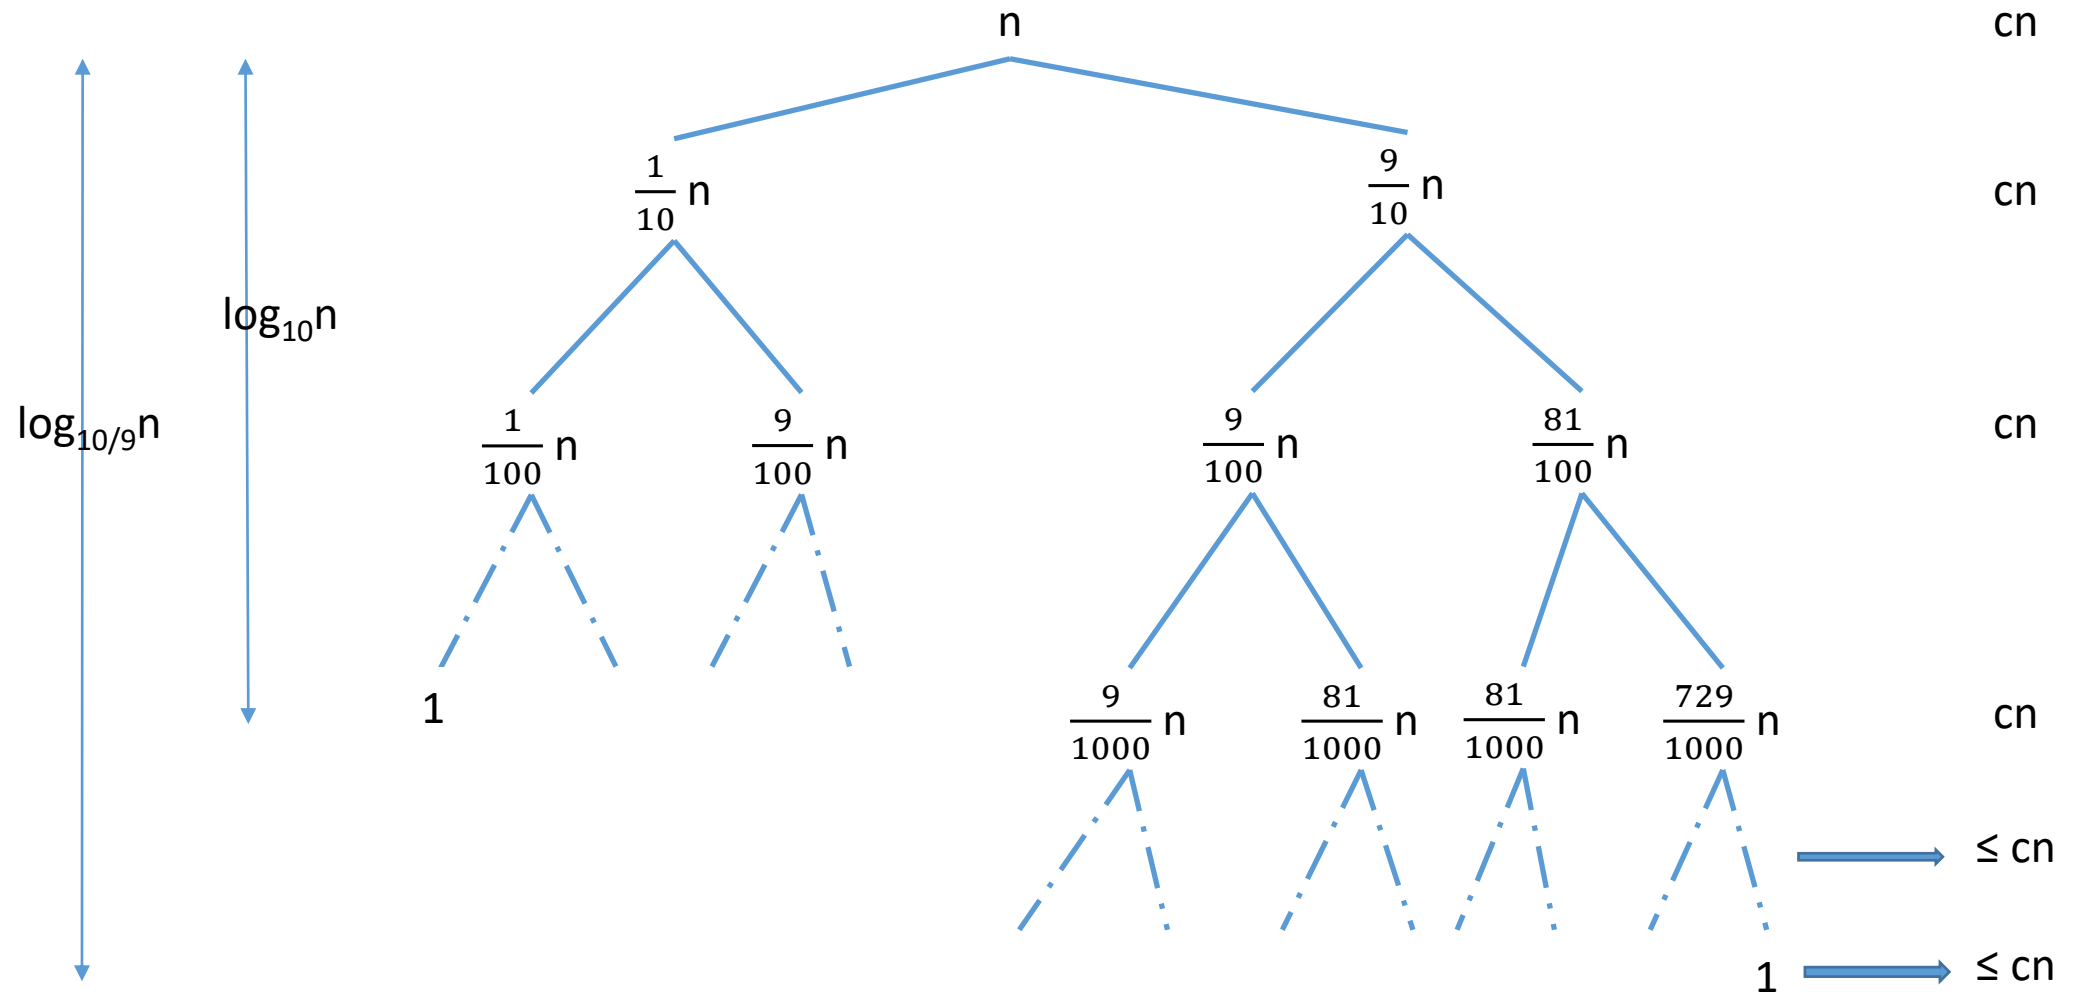 n cn
1/10 n 9/10 n cn
log₁₀n
1/100 n 9/100 n 9/100 n 81/100 n cn
log₁₀/₉n
1 9/1000 n 81/1000 n 81/1000 n 729/1000 n cn
≤ cn
1 ≤ cn